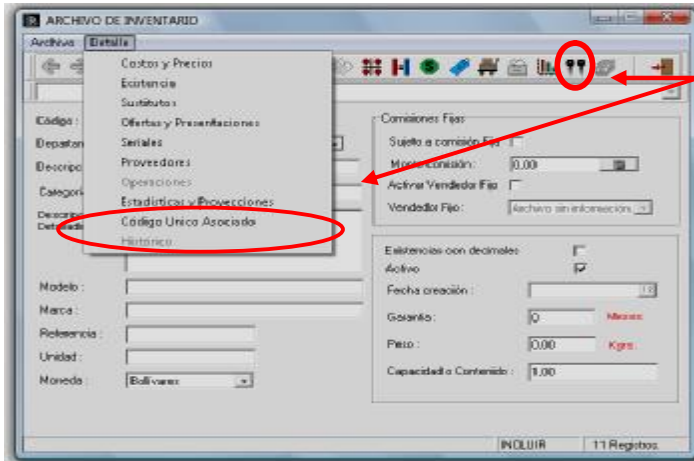 ARCHIVO DE INVENTARIO
Archivo Detalle
Costos y Precios
Existencia
Sustitutos
Ofertas y Presentaciones
Seriales
Proveedores
Operaciones
Estadísticas y Proyecciones
Código Unico Asociado
Histórico
Código :
Departam
Descripc
Categorí
Descripc
Detallada
Modelo :
Marca :
Referencia :
Unidad :
Moneda : Bolívares
Comisiones Fijas
Sujeto a comisión Fija
Monto Comisión : 0,00
Activar Vendedor Fijo
Vendedor Fijo : Archivo sin información
Existencias con decimales
Activo
Fecha creación : 12
Garantía : 0 Meses
Peso : 0,00 Kgrs.
Capacidad o Contenido : 1,00
INCLUIR 11 Registros.